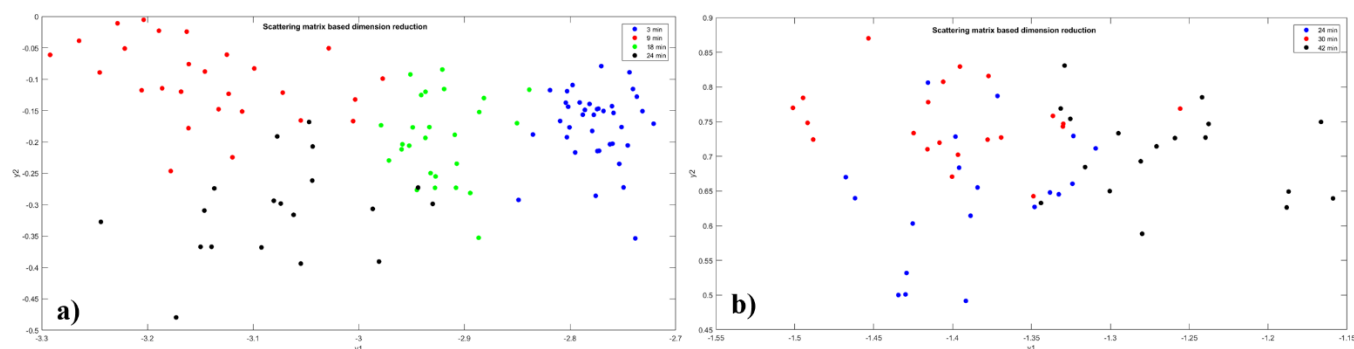 Scattering matrix based dimension reduction
3 min
9 min
18 min
24 min
0
-0.05
-0.1
-0.15
-0.2
-0.25
-0.3
-0.35
-0.4
-0.45
-0.5
y2
-3.3
-3.2
-3.1
-3
-2.9
-2.8
-2.7
y1
a)
Scattering matrix based dimension reduction
24 min
30 min
42 min
0.9
0.85
0.8
0.75
0.7
0.65
0.6
0.55
0.5
0.45
y2
-1.55
-1.5
-1.45
-1.4
-1.35
-1.3
-1.25
-1.2
-1.15
y1
b)